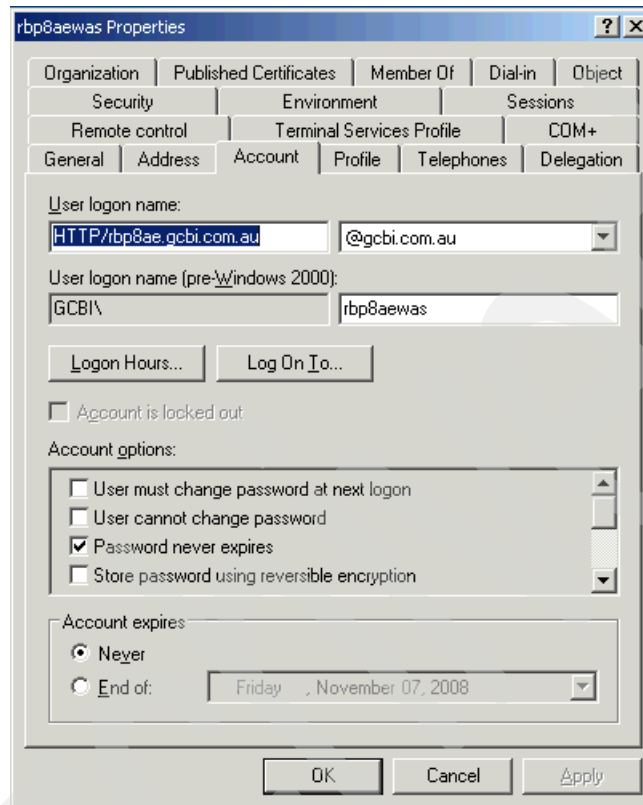 rbp8aewas Properties
Organization Published Certificates Member Of Dial-in Object
Security Environment Sessions
Remote control Terminal Services Profile COM+
General Address Account Profile Telephones Delegation
User logon name:
HTTP/rbp8ae.gcbi.com.au @gcbi.com.au
User logon name (pre-Windows 2000):
GCBI\ rbp8aewas
Logon Hours... Log On To...
Account is locked out
Account options:
User must change password at next logon
User cannot change password
Password never expires
Store password using reversible encryption
Account expires
Never
End of: Friday , November 07, 2008
OK Cancel Apply